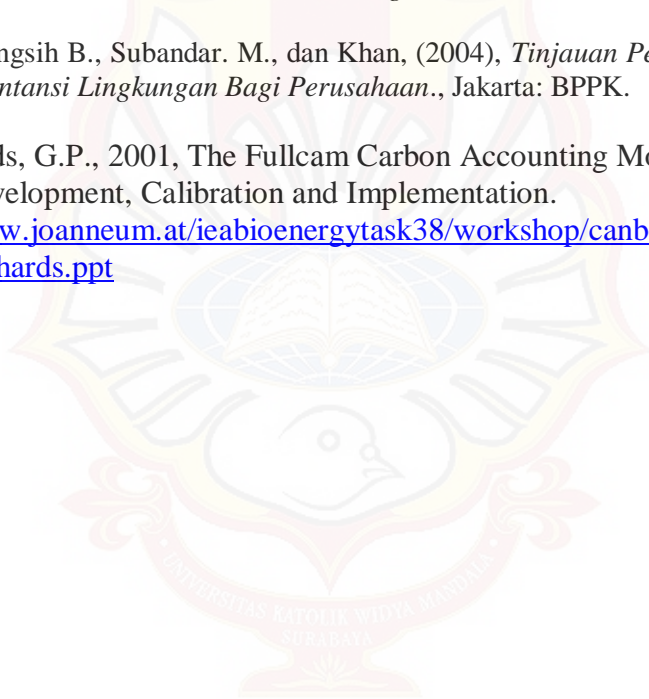 ngsih B., Subandar. M., dan Khan, (2004), Tinjauan Pe
ntansi Lingkungan Bagi Perusahaan., Jakarta: BPPK.
ds, G.P., 2001, The Fullcam Carbon Accounting Mo
velopment, Calibration and Implementation.
w.joanneum.at/ieabioenergytask38/workshop/canb
hards.ppt
UNIVERSITAS KATOLIK WIDYA MANDALA
SURABAYA